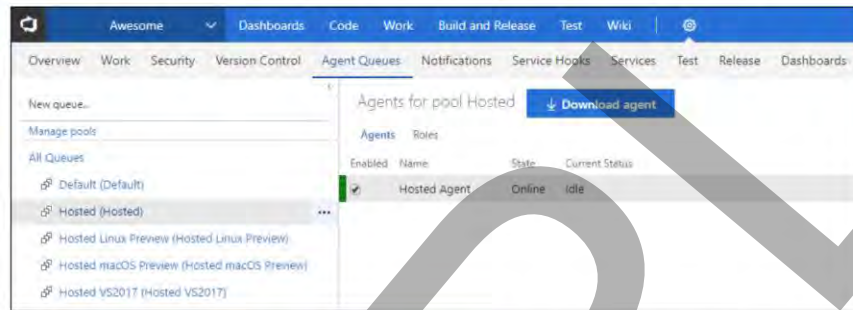 Awesome Dashboards Code Work Build and Release Test Wiki
Overview Work Security Version Control Agent Queues Notifications Service Hooks Services Test Release Dashboards
New queue...
Manage pools
All Queues
Default (Default)
Hosted (Hosted)
Hosted Linux Preview (Hosted Linux Preview)
Hosted macOS Preview (Hosted macOS Preview)
Hosted VS2017 (Hosted VS2017)
Agents for pool Hosted Download agent
Agents Roles
Enabled Name State Current Status
Hosted Agent Online Idle